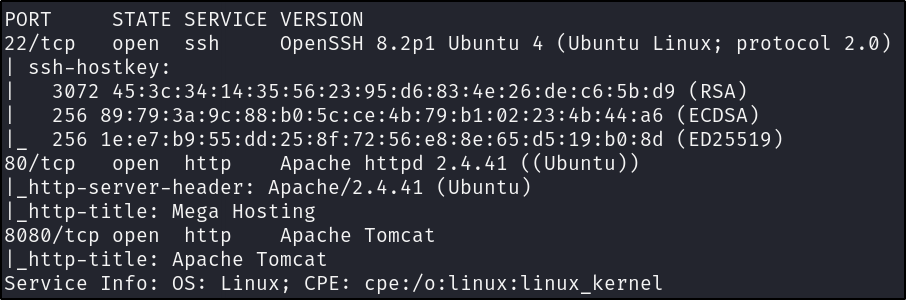 PORT     STATE SERVICE VERSION
22/tcp   open  ssh     OpenSSH 8.2p1 Ubuntu 4 (Ubuntu Linux; protocol 2.0)
| ssh-hostkey:
|   3072 45:3c:34:14:35:56:23:95:d6:83:4e:26:de:c6:5b:d9 (RSA)
|   256 89:79:3a:9c:88:b0:5c:ce:4b:79:b1:02:23:4b:44:a6 (ECDSA)
|_  256 1e:e7:b9:55:dd:25:8f:72:56:e8:8e:65:d5:19:b0:8d (ED25519)
80/tcp   open  http    Apache httpd 2.4.41 ((Ubuntu))
|_http-server-header: Apache/2.4.41 (Ubuntu)
|_http-title: Mega Hosting
8080/tcp open  http    Apache Tomcat
|_http-title: Apache Tomcat
Service Info: OS: Linux; CPE: cpe:/o:linux:linux_kernel